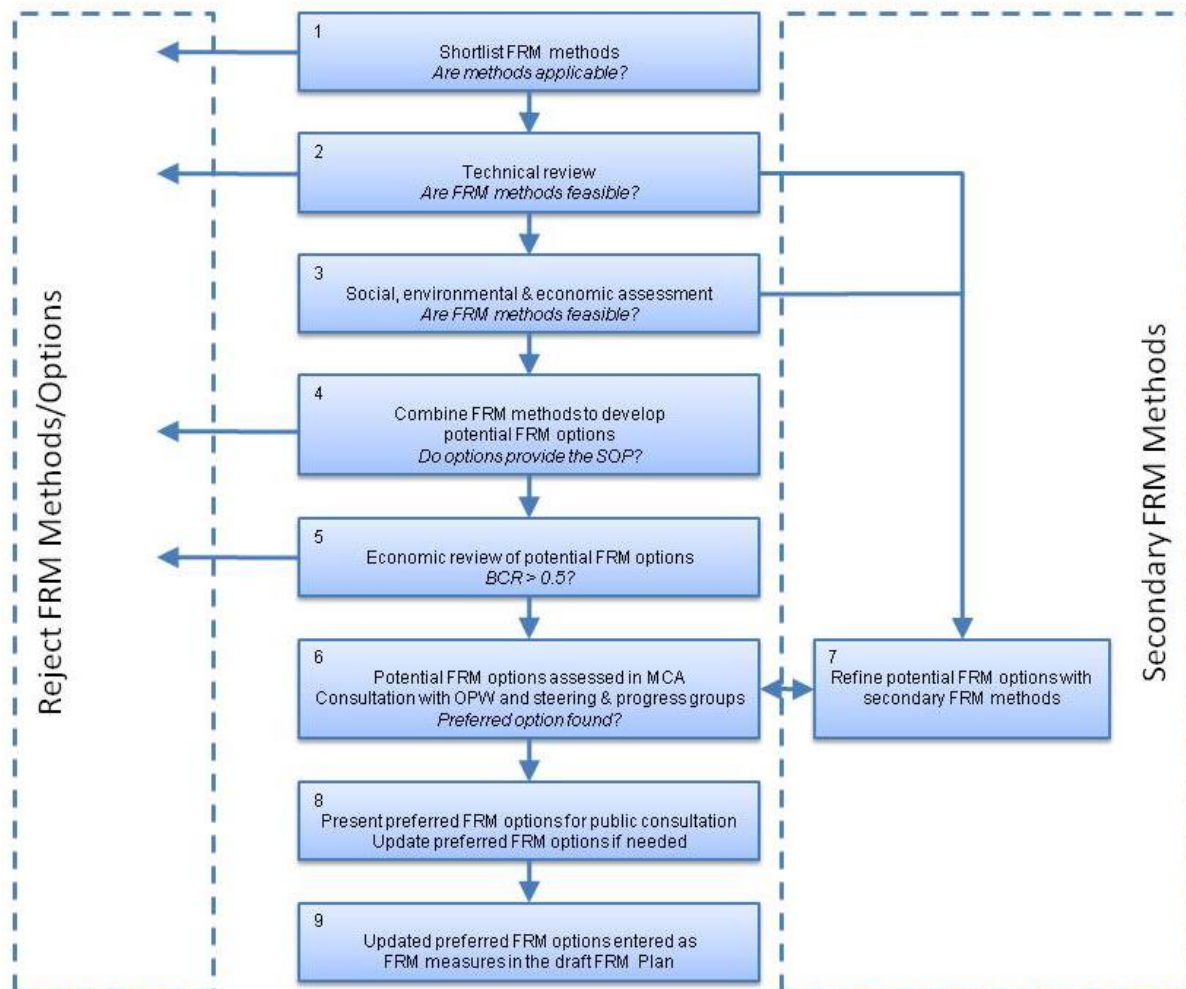 Reject FRM Methods/Options
1
Shortlist FRM methods
Are methods applicable?
2
Technical review
Are FRM methods feasible?
3
Social, environmental & economic assessment
Are FRM methods feasible?
4
Combine FRM methods to develop
potential FRM options
Do options provide the SOP?
5
Economic review of potential FRM options
BCR > 0.5?
6
Potential FRM options assessed in MCA
Consultation with OPW and steering & progress groups
Preferred option found?
7
Refine potential FRM options with
secondary FRM methods
8
Present preferred FRM options for public consultation
Update preferred FRM options if needed
9
Updated preferred FRM options entered as
FRM measures in the draft FRM Plan
Secondary FRM Methods